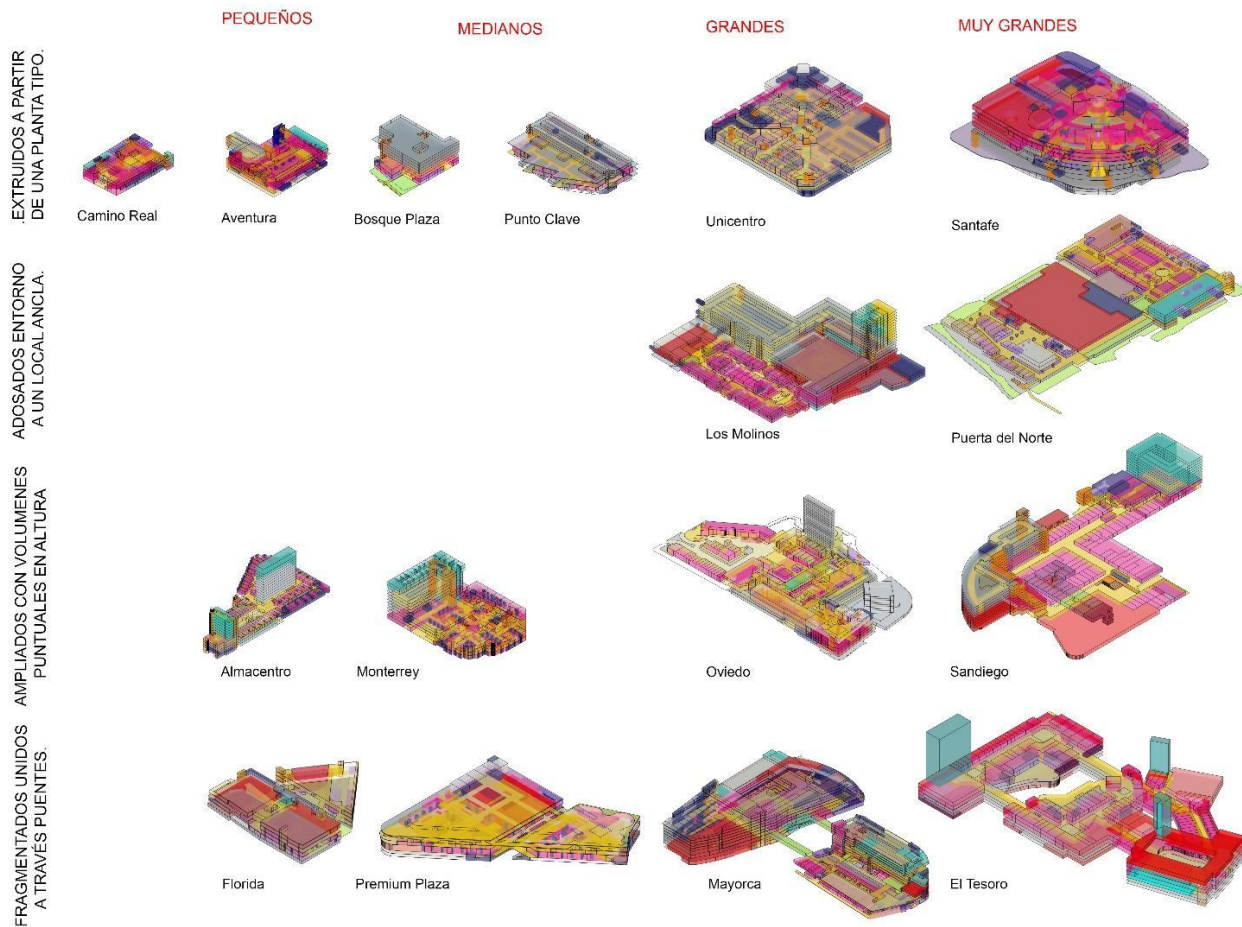 PEQUEÑOS
MEDIANOS
GRANDES
MUY GRANDES
.EXTRUIDOS A PARTIR
DE UNA PLANTA TIPO.
Camino Real
Aventura
Bosque Plaza
Punto Clave
Unicentro
Santafe
ADOSADOS ENTORNO
A UN LOCAL ANCLA.
Los Molinos
Puerta del Norte
AMPLIADOS CON VOLUMENES
PUNTUALES EN ALTURA
Almacentro
Monterrey
Oviedo
Sandiego
FRAGMENTADOS UNIDOS
A TRAVÉS PUENTES.
Florida
Premium Plaza
Mayorca
El Tesoro